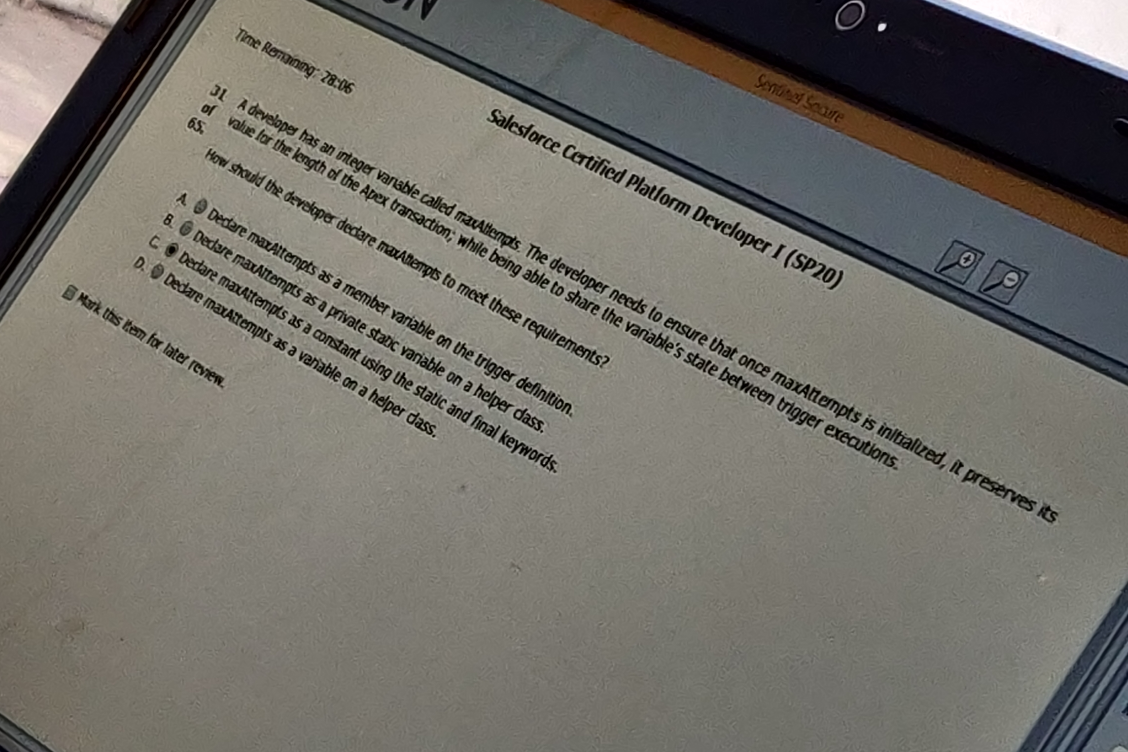 ON
Sentinel Secure
Time Remaining: 28:06
Salesforce Certified Platform Developer I (SP20)
31 of 65.
A developer has an integer variable called maxAttempts. The developer needs to ensure that once maxAttempts is initialized, it preserves its
value for the length of the Apex transaction; while being able to share the variable's state between trigger executions.
How should the developer declare maxAttempts to meet these requirements?
A. Declare maxAttempts as a member variable on the trigger definition.
B. Declare maxAttempts as a private static variable on a helper class.
C. Declare maxAttempts as a constant using the static and final keywords.
D. Declare maxAttempts as a variable on a helper class.
Mark this item for later review.